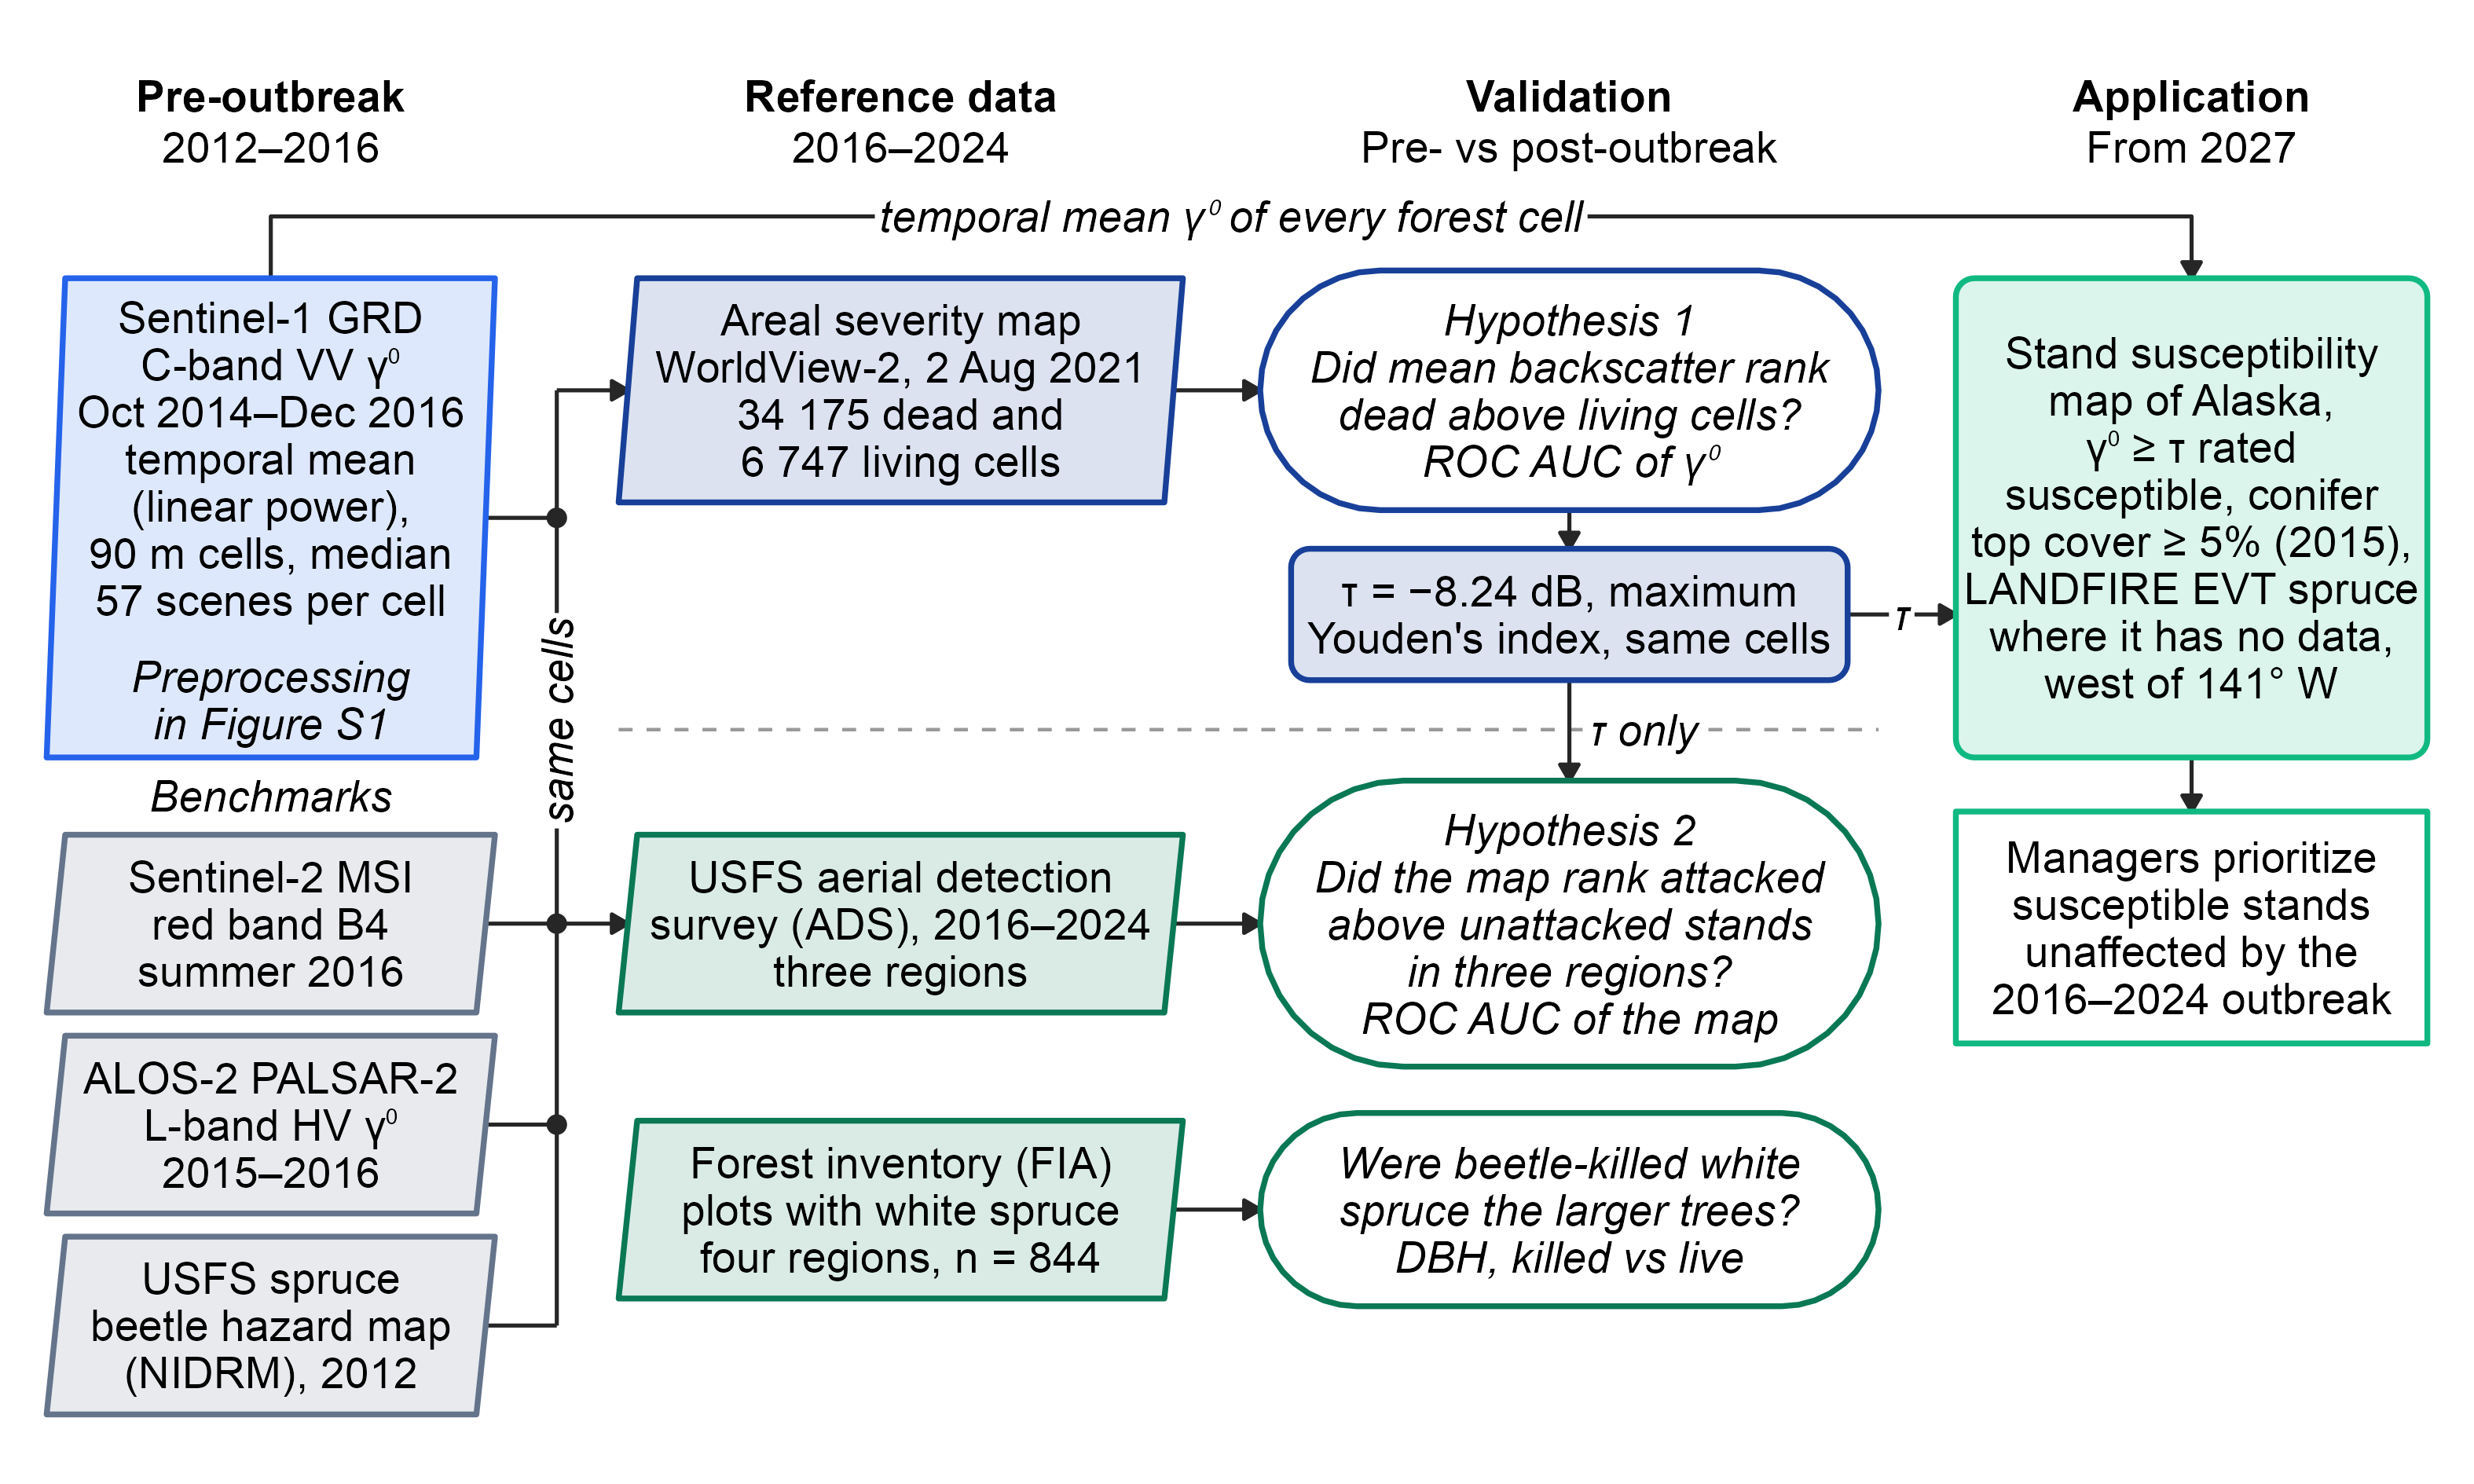 Pre-outbreak
2012–2016
Reference data
2016–2024
Validation
Pre- vs post-outbreak
Application
From 2027
temporal mean γ⁰ of every forest cell
Sentinel-1 GRD
C-band VV γ⁰
Oct 2014–Dec 2016
temporal mean
(linear power),
90 m cells, median
57 scenes per cell
Preprocessing
in Figure S1
Benchmarks
Sentinel-2 MSI
red band B4
summer 2016
ALOS-2 PALSAR-2
L-band HV γ⁰
2015–2016
USFS spruce
beetle hazard map
(NIDRM), 2012
same cells
Areal severity map
WorldView-2, 2 Aug 2021
34 175 dead and
6 747 living cells
USFS aerial detection
survey (ADS), 2016–2024
three regions
Forest inventory (FIA)
plots with white spruce
four regions, n = 844
Hypothesis 1
Did mean backscatter rank
dead above living cells?
ROC AUC of γ⁰
τ = −8.24 dB, maximum
Youden's index, same cells
τ
τ only
Hypothesis 2
Did the map rank attacked
above unattacked stands
in three regions?
ROC AUC of the map
Were beetle-killed white
spruce the larger trees?
DBH, killed vs live
Stand susceptibility
map of Alaska,
γ⁰ ≥ τ rated
susceptible, conifer
top cover ≥ 5% (2015),
LANDFIRE EVT spruce
where it has no data,
west of 141° W
Managers prioritize
susceptible stands
unaffected by the
2016–2024 outbreak